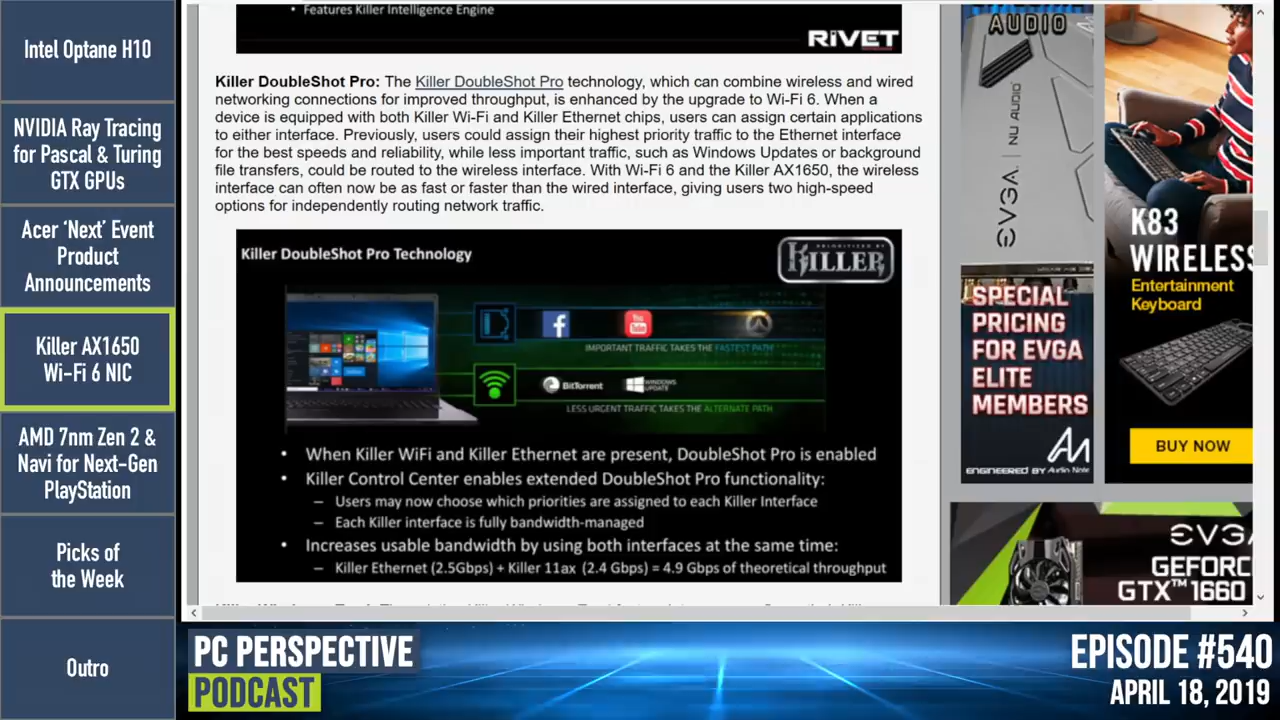 Intel Optane H10
NVIDIA Ray Tracing
for Pascal & Turing
GTX GPUs
Acer ‘Next’ Event
Product
Announcements
Killer AX1650
Wi-Fi 6 NIC
AMD 7nm Zen 2 &
Navi for Next-Gen
PlayStation
Picks of
the Week
Outro
• Features Killer Intelligence Engine
RIVET
Killer DoubleShot Pro: The Killer DoubleShot Pro technology, which can combine wireless and wired
networking connections for improved throughput, is enhanced by the upgrade to Wi-Fi 6. When a
device is equipped with both Killer Wi-Fi and Killer Ethernet chips, users can assign certain applications
to either interface. Previously, users could assign their highest priority traffic to the Ethernet interface
for the best speeds and reliability, while less important traffic, such as Windows Updates or background
file transfers, could be routed to the wireless interface. With Wi-Fi 6 and the Killer AX1650, the wireless
interface can often now be as fast or faster than the wired interface, giving users two high-speed
options for independently routing network traffic.
Killer DoubleShot Pro Technology
KILLER
You
Tube
IMPORTANT TRAFFIC TAKES THE FASTEST PATH
BitTorrent
WINDOWS
UPDATE
LESS URGENT TRAFFIC TAKES THE ALTERNATE PATH
• When Killer WiFi and Killer Ethernet are present, DoubleShot Pro is enabled
• Killer Control Center enables extended DoubleShot Pro functionality:
– Users may now choose which priorities are assigned to each Killer Interface
– Each Killer interface is fully bandwidth-managed
• Increases usable bandwidth by using both interfaces at the same time:
– Killer Ethernet (2.5Gbps) + Killer 11ax (2.4 Gbps) = 4.9 Gbps of theoretical throughput
AUDIO
EVGA | NU AUDIO
SPECIAL
PRICING
FOR EVGA
ELITE
MEMBERS
ENGINEERED BY Audio Note
K83
WIRELESS
Entertainment
Keyboard
BUY NOW
EVGA
GEFORC
GTX™ 1660
PC PERSPECTIVE
PODCAST
EPISODE #540
APRIL 18, 2019